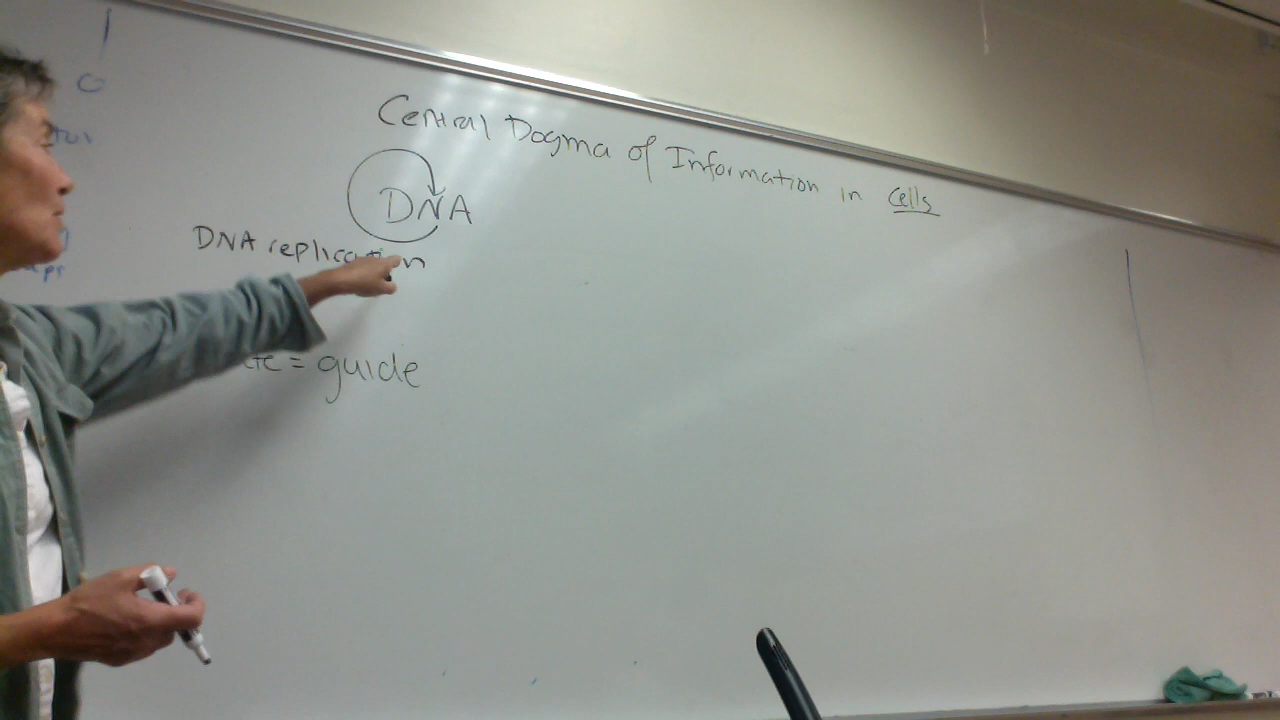 Central Dogma of Information in cells
DNA
DNA replication
= guide